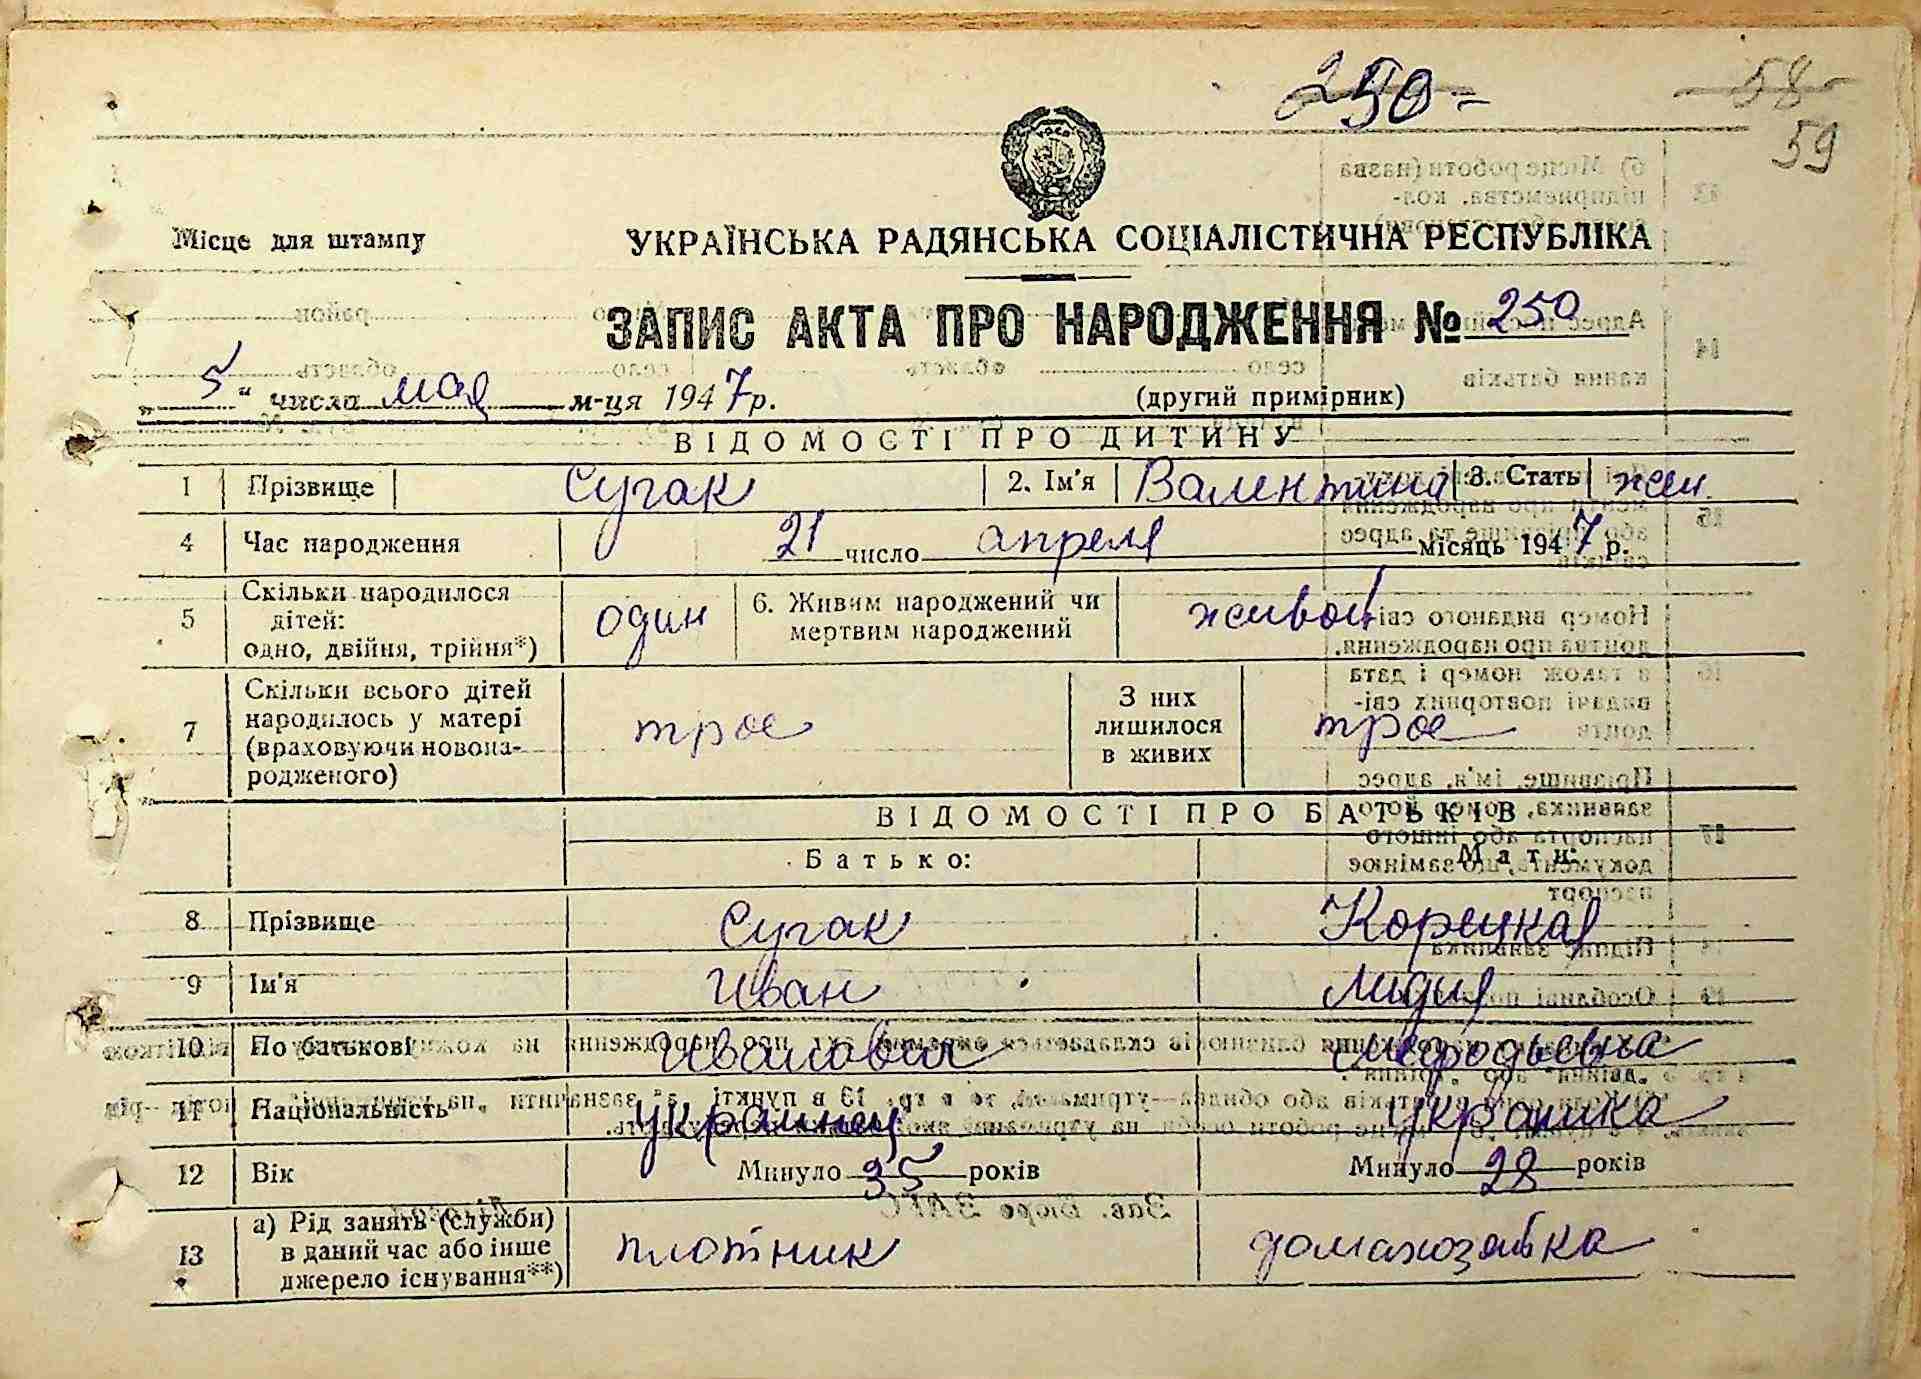 250-
58
59
Місце для штампу
УКРАЇНСЬКА РАДЯНСЬКА СОЦІАЛІСТИЧНА РЕСПУБЛІКА
ЗАПИС АКТА ПРО НАРОДЖЕННЯ № 250
„5" числа мая м-ця 1947 р. (другий примірник)
ВІДОМОСТІ ПРО ДИТИНУ
1 Прізвище Сугак 2. Ім'я Валентина 3. Стать жен.
4 Час народження 21 число апреля місяць 1947 р.
5 Скільки народилося дітей: одно, двійня, трійня*) один 6. Живим народжений чи мертвим народжений живой
7 Скільки всього дітей народилось у матері (враховуючи новонародженого) трое З них лишилося в живих трое
ВІДОМОСТІ ПРО БАТЬКІВ
Батько: Мати:
8 Прізвище Сугак Корецкая
9 Ім'я Иван Лидия
10 По батькові Иванович Мефодьевна
11 Національність украинец украинка
12 Вік Минуло 35 років Минуло 28 років
13 а) Рід занять (служби) в даний час або інше джерело існування**) плотник домахозяйка